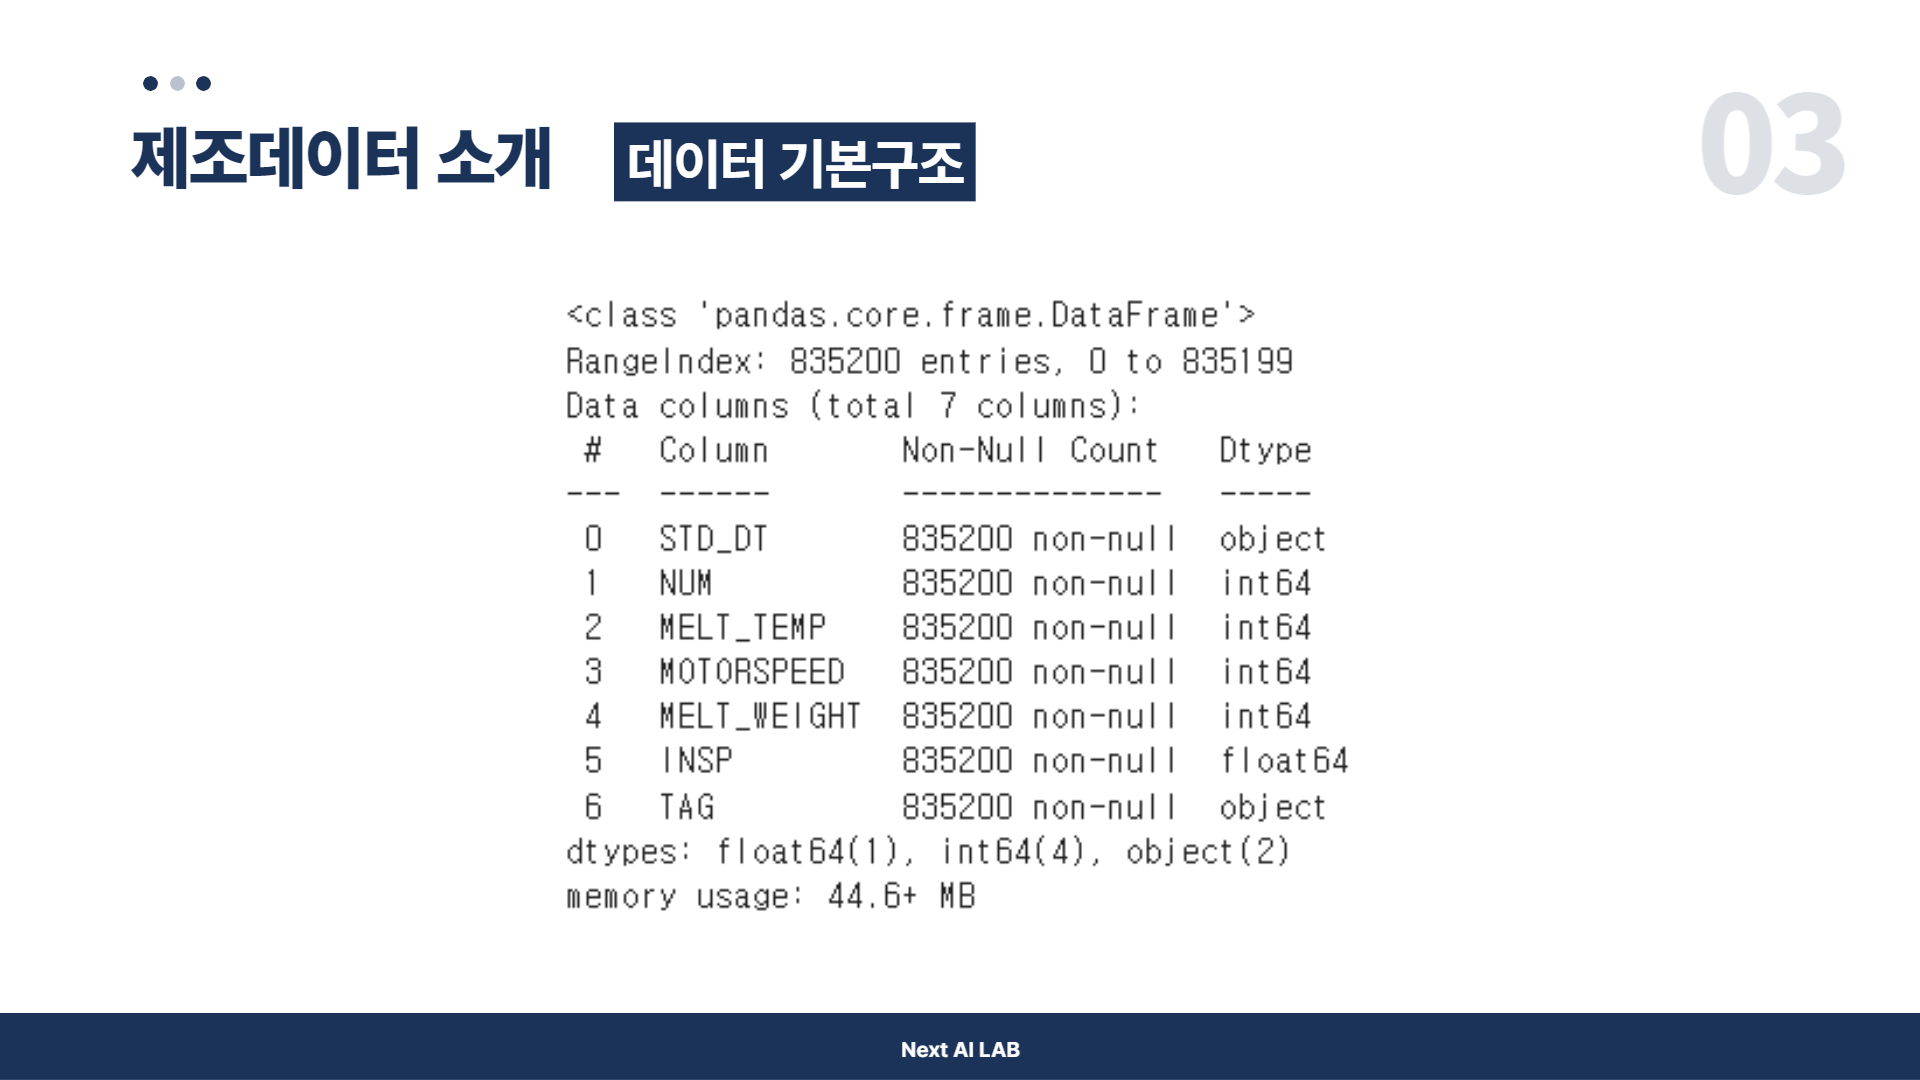 제조데이터 소개 데이터 기본구조 03
<class 'pandas.core.frame.DataFrame'>
RangeIndex: 835200 entries, 0 to 835199
Data columns (total 7 columns):
 #   Column       Non-Null Count   Dtype
---  ------       --------------   -----
 0   STD_DT       835200 non-null  object
 1   NUM          835200 non-null  int64
 2   MELT_TEMP    835200 non-null  int64
 3   MOTORSPEED   835200 non-null  int64
 4   MELT_WEIGHT  835200 non-null  int64
 5   INSP         835200 non-null  float64
 6   TAG          835200 non-null  object
dtypes: float64(1), int64(4), object(2)
memory usage: 44.6+ MB
Next AI LAB